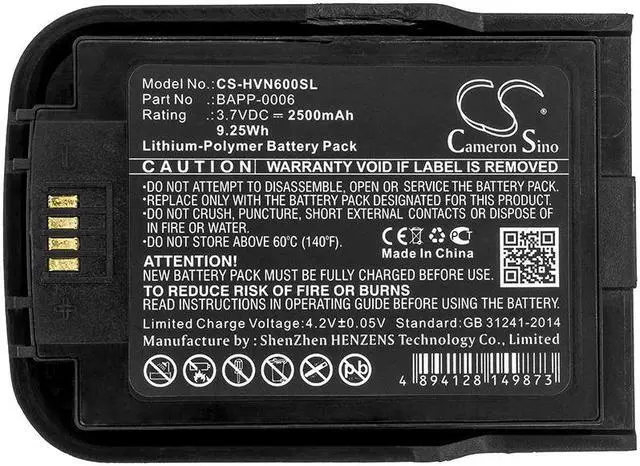 Model No.: CS-HVN600SL
Part No : BAPP-0006
Rating : 3.7VDC = 2500mAh
9.25Wh
Lithium-Polymer Battery Pack
CS
Cameron Sino
CAUTION WARRANTY VOID IF LABEL IS REMOVED
•DO NOT ATTEMPT TO DISASSEMBLE, OPEN OR SERVICE THE BATTERY PACK.
•REPLACE ONLY WITH THE BATTERY PACK DESIGNATED FOR THIS PRODUCT.
•DO NOT CRUSH, PUNCTURE, SHORT EXTERNAL CONTACTS OR DISPOSE OF
IN FIRE OR WATER.
•DO NOT STORE ABOVE 60℃ (140℉).
CE PCT
Made In China
ATTENTION!
NEW BATTERY PACK MUST BE FULLY CHARGED BEFORE USE.
TO REDUCE RISK OF FIRE OR BURNS
READ INSTRUCTIONS IN OPERATION GUIDE BEFORE USING BATTERY.
Limited Charge Voltage:4.2V±0.05V Standard:GB 31241-2014
Manufacture by : ShenZhen HENZENS Technology Co., Limited
4 894128 149873